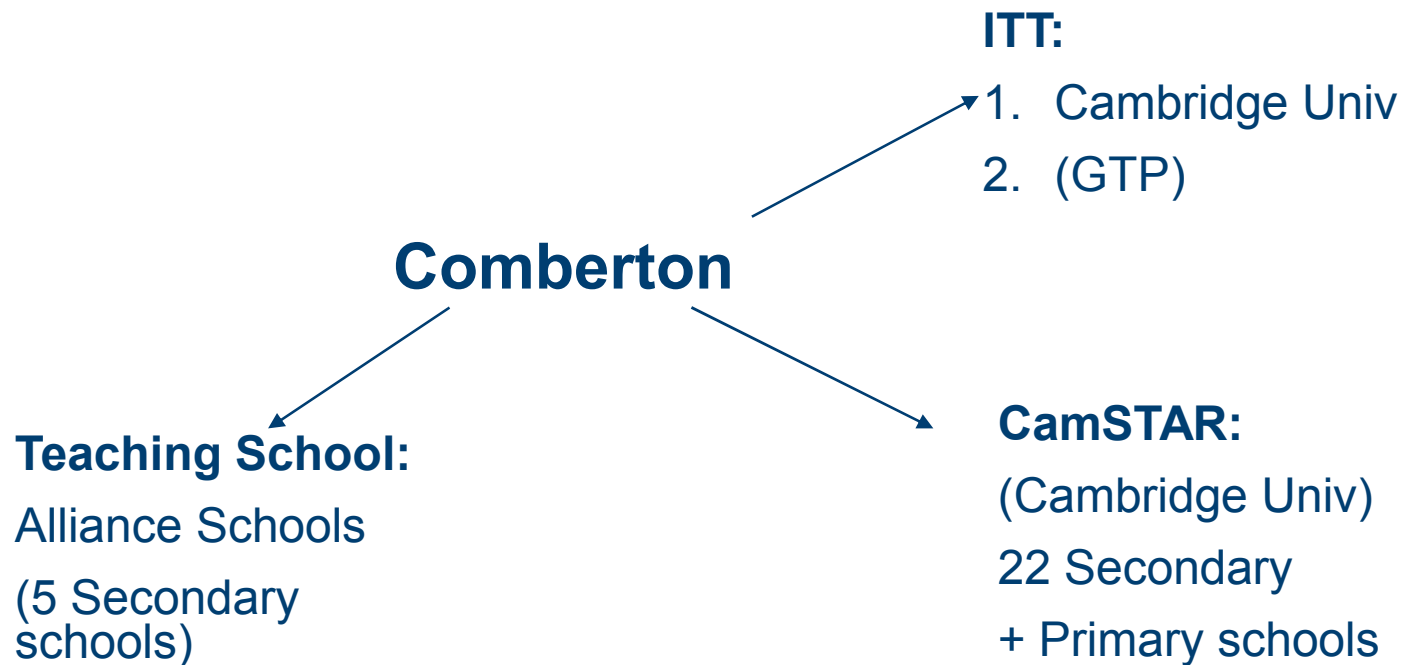 ITT:
1. Cambridge Univ
2. (GTP)
Comberton
Teaching School:
Alliance Schools
(5 Secondary
schools)
CamSTAR:
(Cambridge Univ)
22 Secondary
+ Primary schools